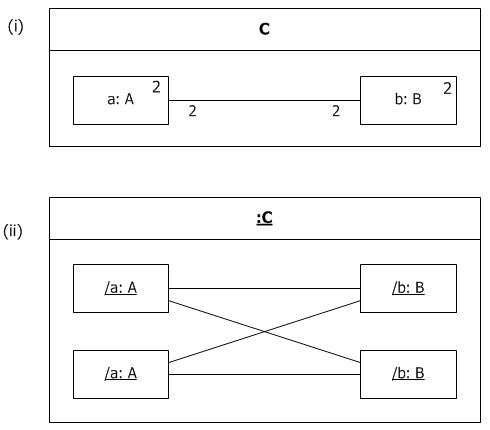 (i)
C
a: A 2
2
2
b: B 2
(ii)
:C
/a: A
/b: B
/a: A
/b: B